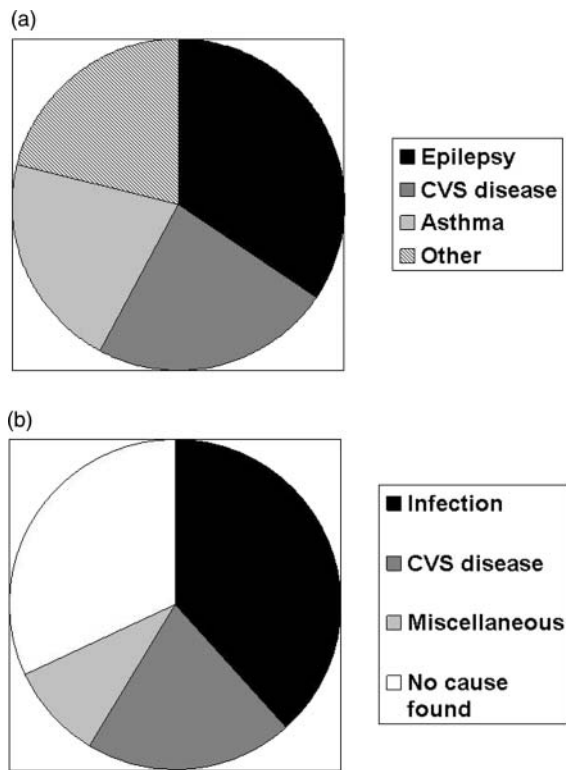 (a)
Epilepsy
CVS disease
Asthma
Other
(b)
Infection
CVS disease
Miscellaneous
No cause
found